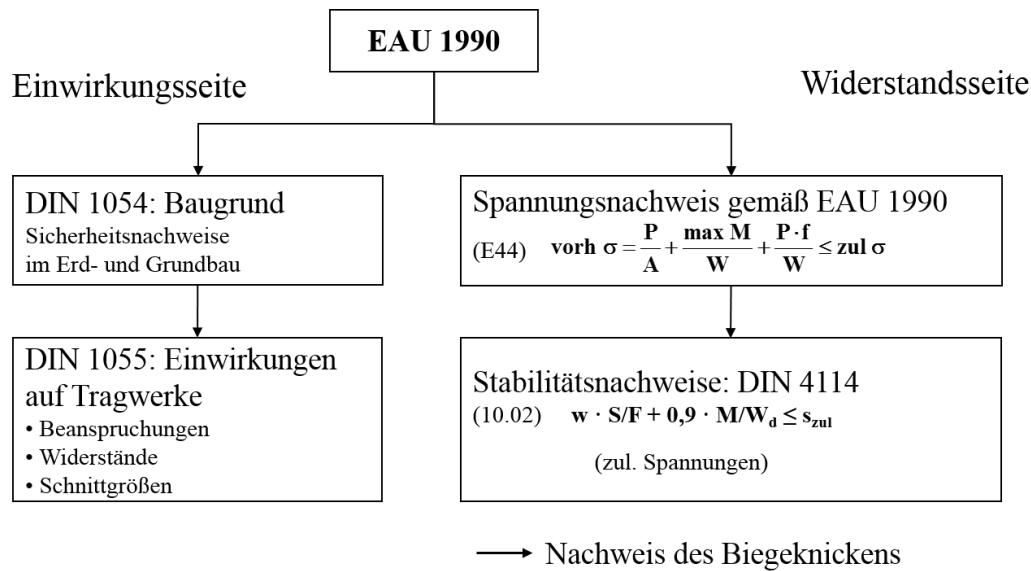 EAU 1990
Einwirkungsseite
Widerstandsseite
DIN 1054: Baugrund
Sicherheitsnachweise
im Erd- und Grundbau
DIN 1055: Einwirkungen
auf Tragwerke
• Beanspruchungen
• Widerstände
• Schnittgrößen
Spannungsnachweis gemäß EAU 1990
(E44) vorh σ = P/A + max M/W + P · f/W ≤ zul σ
Stabilitätsnachweise: DIN 4114
(10.02) w · S/F + 0,9 · M/W_d ≤ s_zul
(zul. Spannungen)
Nachweis des Biegeknickens